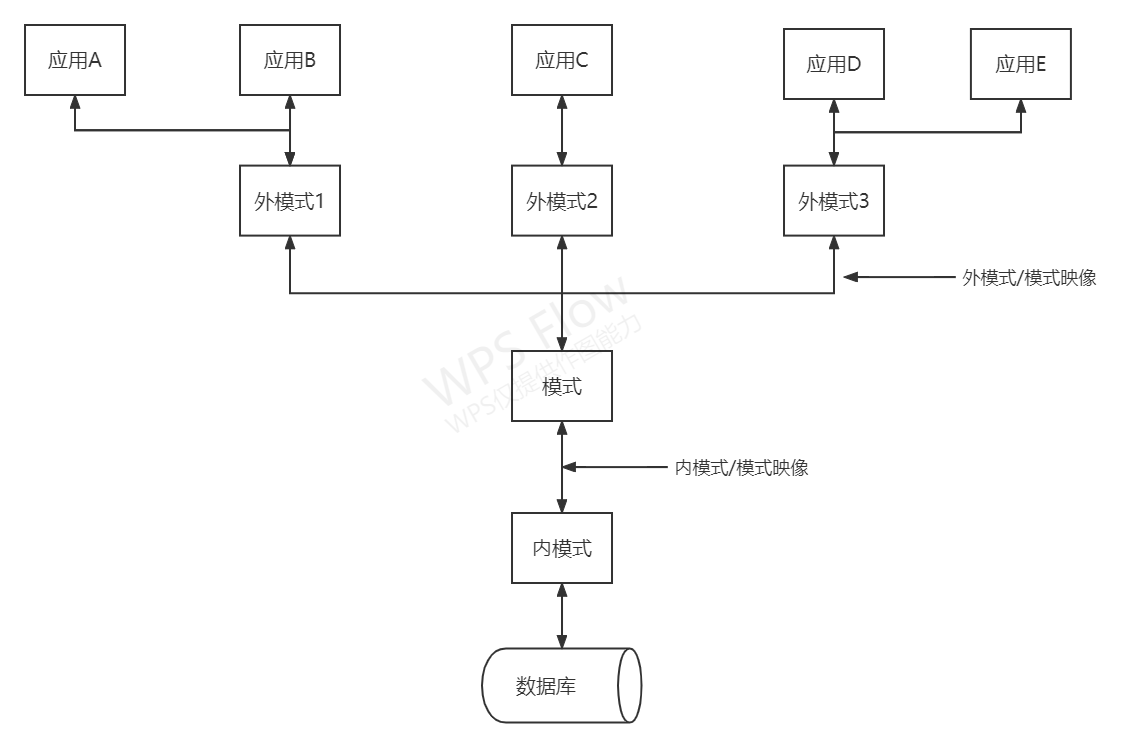 应用A
应用B
应用C
应用D
应用E
外模式1
外模式2
外模式3
外模式/模式映像
WPS Flow
WPS仅提供作图能力
模式
内模式/模式映像
内模式
数据库